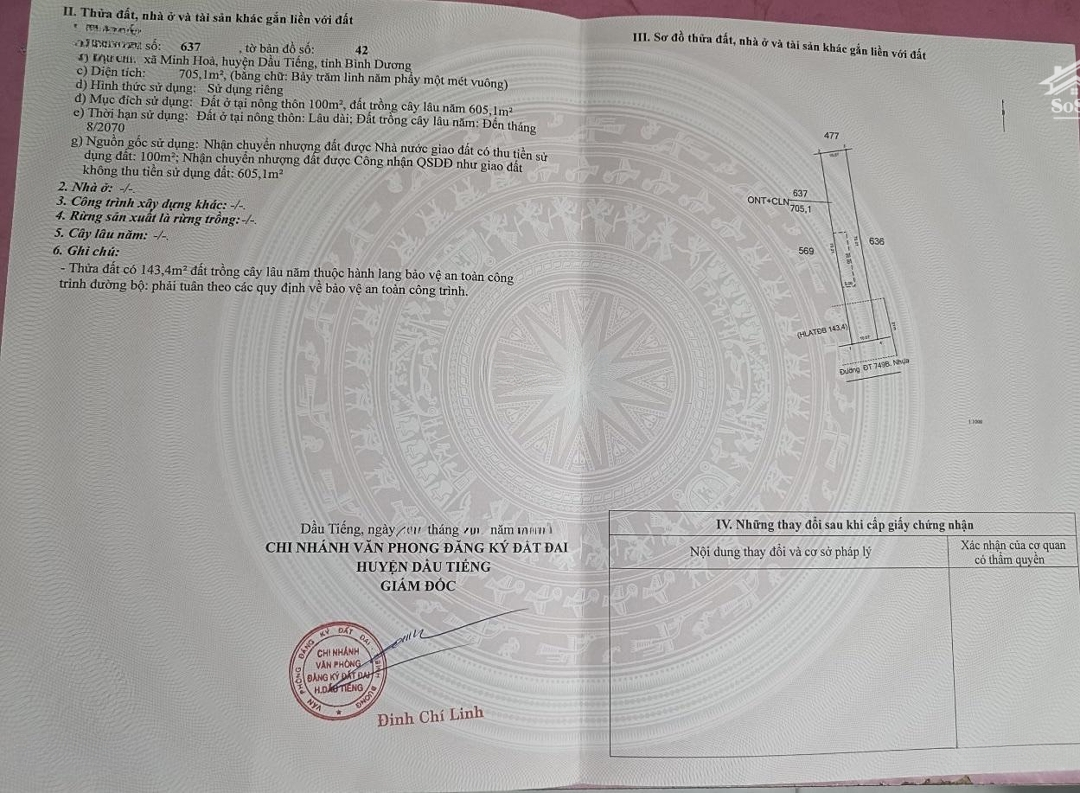 II. Thửa đất, nhà ở và tài sản khác gắn liền với đất
số: 637 , tờ bản đồ số: 42
xã Minh Hoà, huyện Dầu Tiếng, tỉnh Bình Dương
c) Diện tích: 705,1m², (bằng chữ: Bảy trăm linh năm phẩy một mét vuông)
d) Hình thức sử dụng: Sử dụng riêng
đ) Mục đích sử dụng: Đất ở tại nông thôn 100m², đất trồng cây lâu năm 605,1m²
e) Thời hạn sử dụng: Đất ở tại nông thôn: Lâu dài; Đất trồng cây lâu năm: Đến tháng
8/2070
g) Nguồn gốc sử dụng: Nhận chuyển nhượng đất được Nhà nước giao đất có thu tiền sử
dụng đất: 100m²; Nhận chuyển nhượng đất được Công nhận QSDĐ như giao đất
không thu tiền sử dụng đất: 605,1m²
2. Nhà ở: -/-.
3. Công trình xây dựng khác: -/-.
4. Rừng sản xuất là rừng trồng: -/-.
5. Cây lâu năm: -/-.
6. Ghi chú:
- Thửa đất có 143,4m² đất trồng cây lâu năm thuộc hành lang bảo vệ an toàn công
trình đường bộ: phải tuân theo các quy định về bảo vệ an toàn công trình.
Dầu Tiếng, ngày tháng năm
CHI NHÁNH VĂN PHÒNG ĐĂNG KÝ ĐẤT ĐAI
HUYỆN DẦU TIẾNG
GIÁM ĐỐC
VĂN PHÒNG ĐĂNG KÝ ĐẤT ĐAI
CHI NHÁNH
VĂN PHÒNG
ĐĂNG KÝ ĐẤT ĐAI
H.DẦU TIẾNG
Đinh Chí Linh
III. Sơ đồ thửa đất, nhà ở và tài sản khác gắn liền với đất
477
ONT+CLN 637
705,1
569
636
(HLATĐB 143,4)
Đường ĐT 749B. Nhựa
IV. Những thay đổi sau khi cấp giấy chứng nhận
Nội dung thay đổi và cơ sở pháp lý
Xác nhận của cơ quan
có thẩm quyền